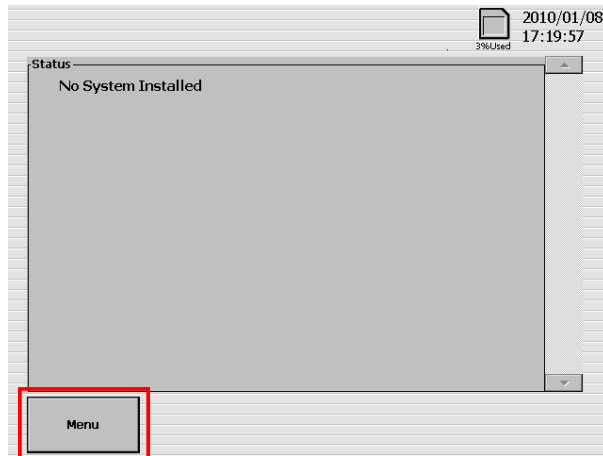 2010/01/08
17:19:57
3%Used
Status
No System Installed
Menu